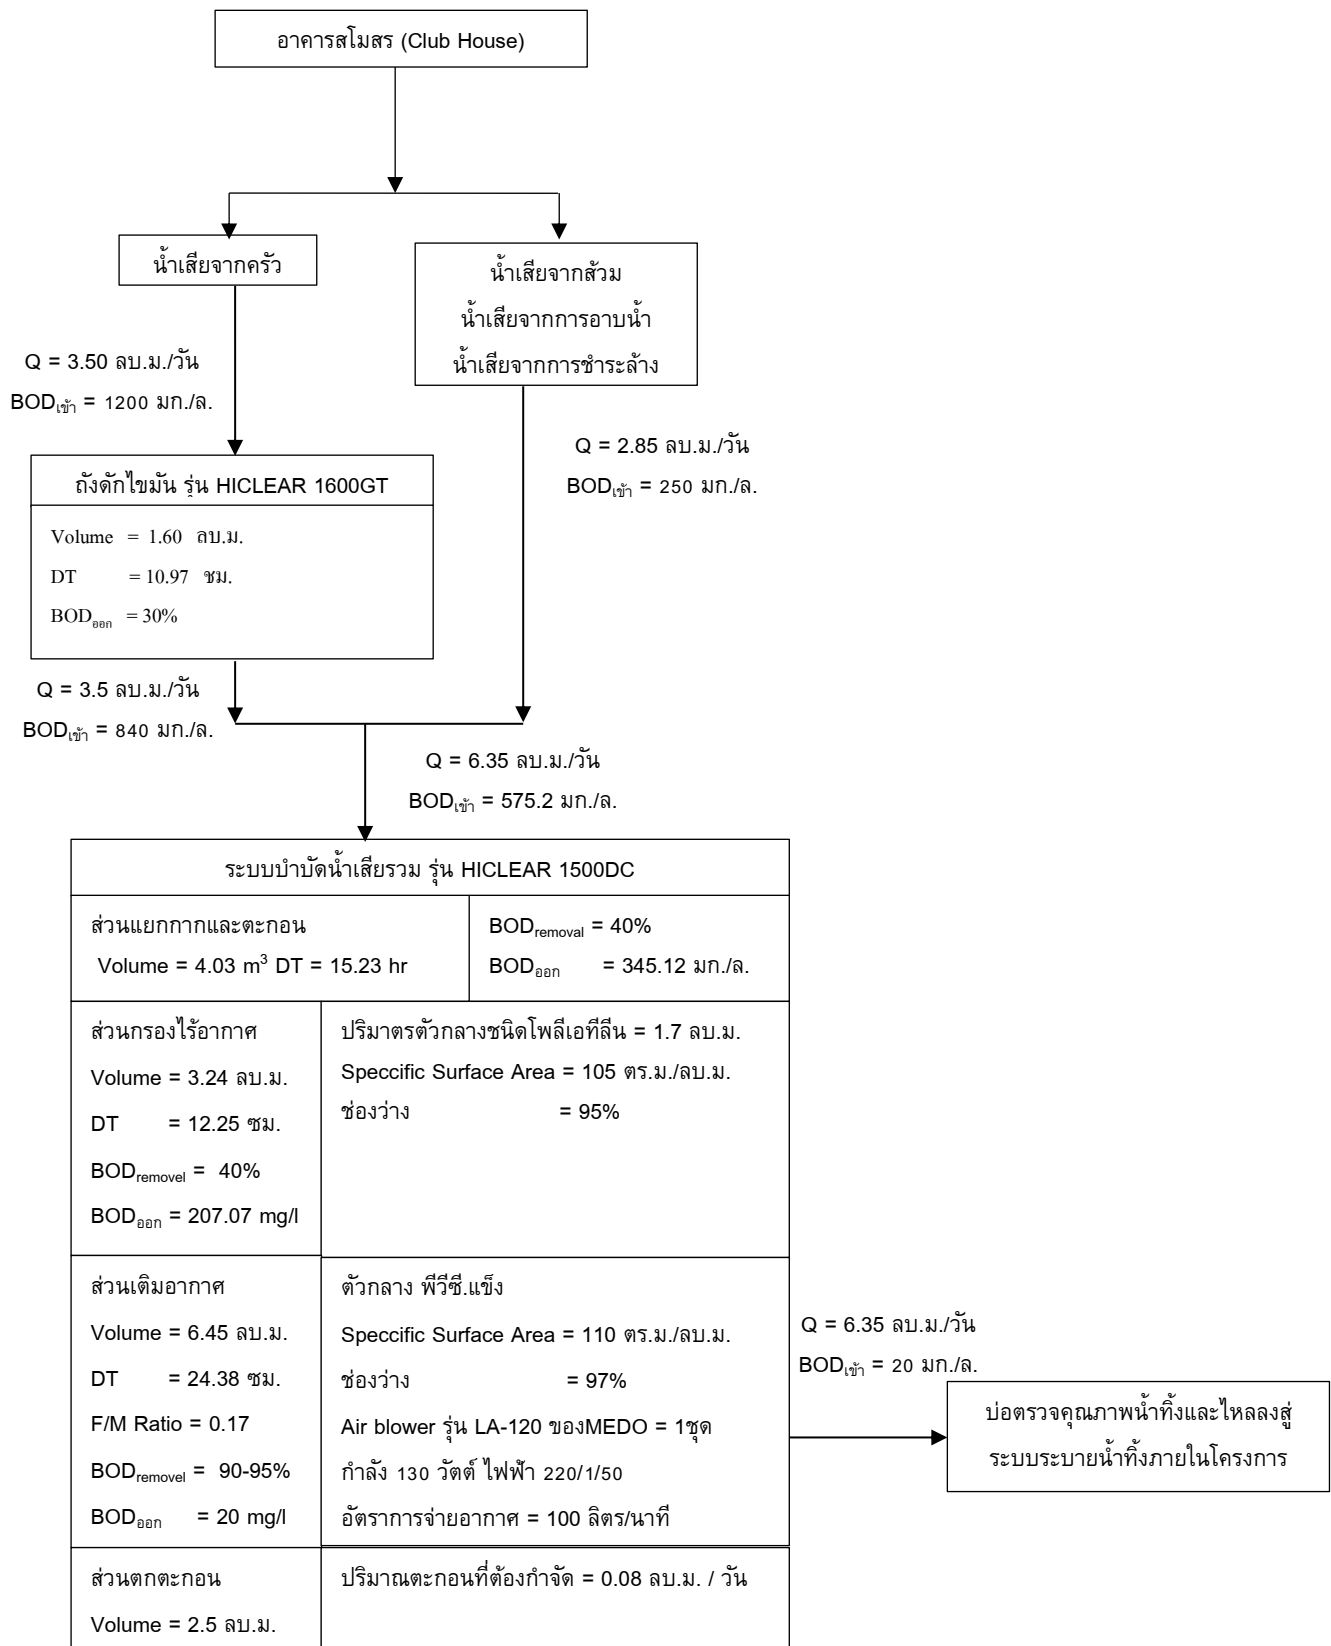 อาคารสโมสร (Club House)
น้ำเสียจากครัว
น้ำเสียจากส้วม
น้ำเสียจากการอาบน้ำ
น้ำเสียจากการชำระล้าง
Q = 3.50 ลบ.ม./วัน
BODเข้า = 1200 มก./ล.
Q = 2.85 ลบ.ม./วัน
BODเข้า = 250 มก./ล.
ถังดักไขมัน รุ่น HICLEAR 1600GT
Volume = 1.60 ลบ.ม.
DT = 10.97 ชม.
BODออก = 30%
Q = 3.5 ลบ.ม./วัน
BODเข้า = 840 มก./ล.
Q = 6.35 ลบ.ม./วัน
BODเข้า = 575.2 มก./ล.
ระบบบำบัดน้ำเสียรวม รุ่น HICLEAR 1500DC
ส่วนแยกกากและตะกอน
Volume = 4.03 m³ DT = 15.23 hr
BODremoval = 40%
BODออก = 345.12 มก./ล.
ส่วนกรองไร้อากาศ
Volume = 3.24 ลบ.ม.
DT = 12.25 ซม.
BODremovel = 40%
BODออก = 207.07 mg/l
ปริมาตรตัวกลางชนิดโพลีเอทีลีน = 1.7 ลบ.ม.
Speccific Surface Area = 105 ตร.ม./ลบ.ม.
ช่องว่าง = 95%
ส่วนเติมอากาศ
Volume = 6.45 ลบ.ม.
DT = 24.38 ซม.
F/M Ratio = 0.17
BODremovel = 90-95%
BODออก = 20 mg/l
ตัวกลาง พีวีซี.แข็ง
Speccific Surface Area = 110 ตร.ม./ลบ.ม.
ช่องว่าง = 97%
Air blower รุ่น LA-120 ของMEDO = 1ชุด
กำลัง 130 วัตต์ ไฟฟ้า 220/1/50
อัตราการจ่ายอากาศ = 100 ลิตร/นาที
Q = 6.35 ลบ.ม./วัน
BODเข้า = 20 มก./ล.
บ่อตรวจคุณภาพน้ำทิ้งและไหลลงสู่
ระบบระบายน้ำทิ้งภายในโครงการ
ส่วนตกตะกอน
Volume = 2.5 ลบ.ม.
ปริมาณตะกอนที่ต้องกำจัด = 0.08 ลบ.ม. / วัน